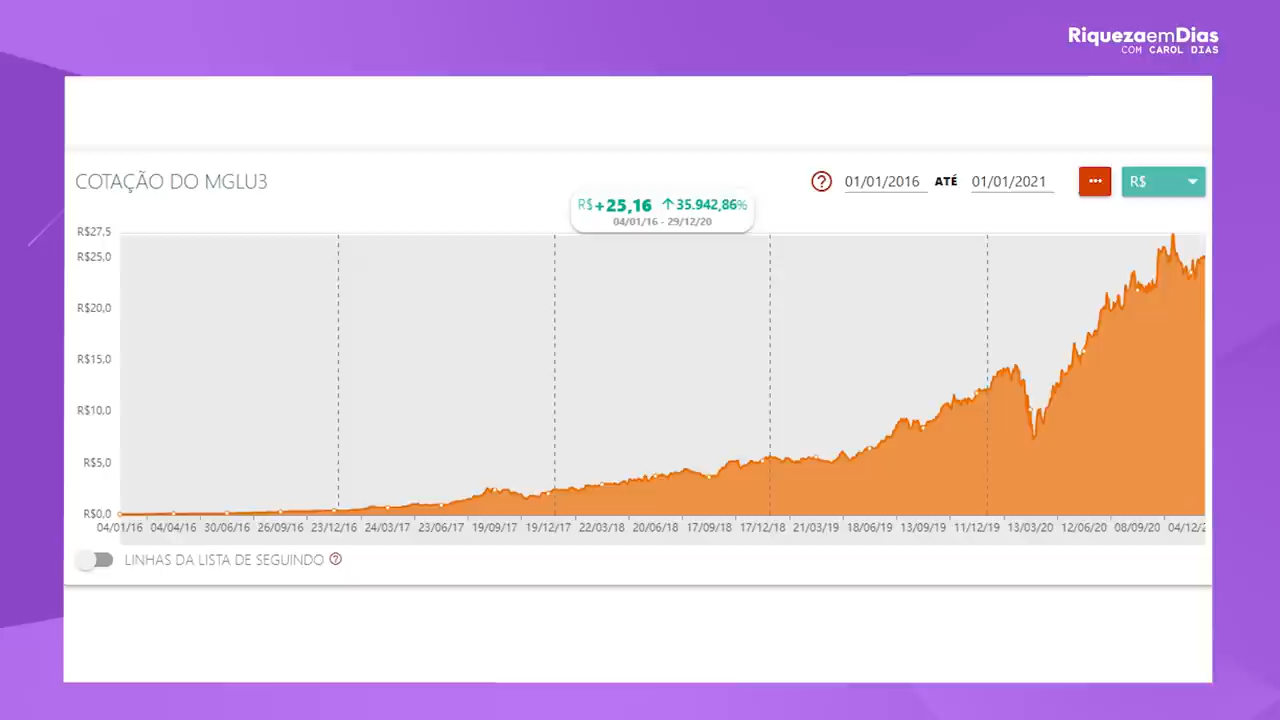 RiquezaemDias
COM CAROL DIAS
COTAÇÃO DO MGLU3
? 01/01/2016 ATÉ 01/01/2021 ... R$
R$+25,16 ↑35.942,86%
04/01/16 - 29/12/20
R$27.5
R$25.0
R$20,0
R$15.0
R$10.0
R$5,0
R$0,0
04/01/16 04/04/16 30/06/16 26/09/16 23/12/16 24/03/17 23/06/17 19/09/17 19/12/17 22/03/18 20/06/18 17/09/18 17/12/18 21/03/19 18/06/19 13/09/19 11/12/19 13/03/20 12/06/20 08/09/20 04/12/2
LINHAS DA LISTA DE SEGUINDO ?